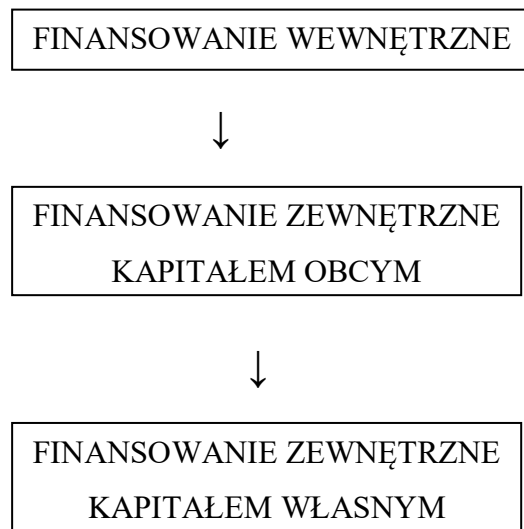 FINANSOWANIE WEWNĘTRZNE
↓
FINANSOWANIE ZEWNĘTRZNE
KAPITAŁEM OBCYM
↓
FINANSOWANIE ZEWNĘTRZNE
KAPITAŁEM WŁASNYM